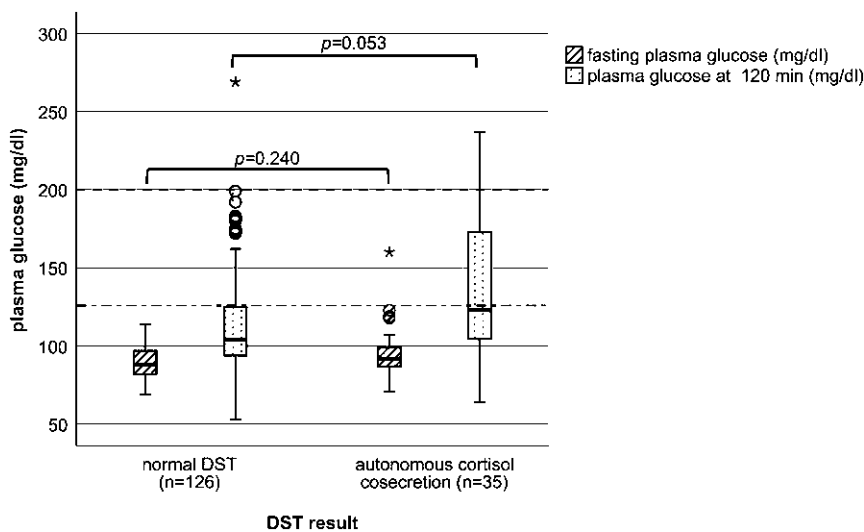 300
250
200
150
100
50
plasma glucose (mg/dl)
p=0.053
p=0.240
fasting plasma glucose (mg/dl)
plasma glucose at 120 min (mg/dl)
normal DST
(n=126)
autonomous cortisol
cosecretion (n=35)
DST result